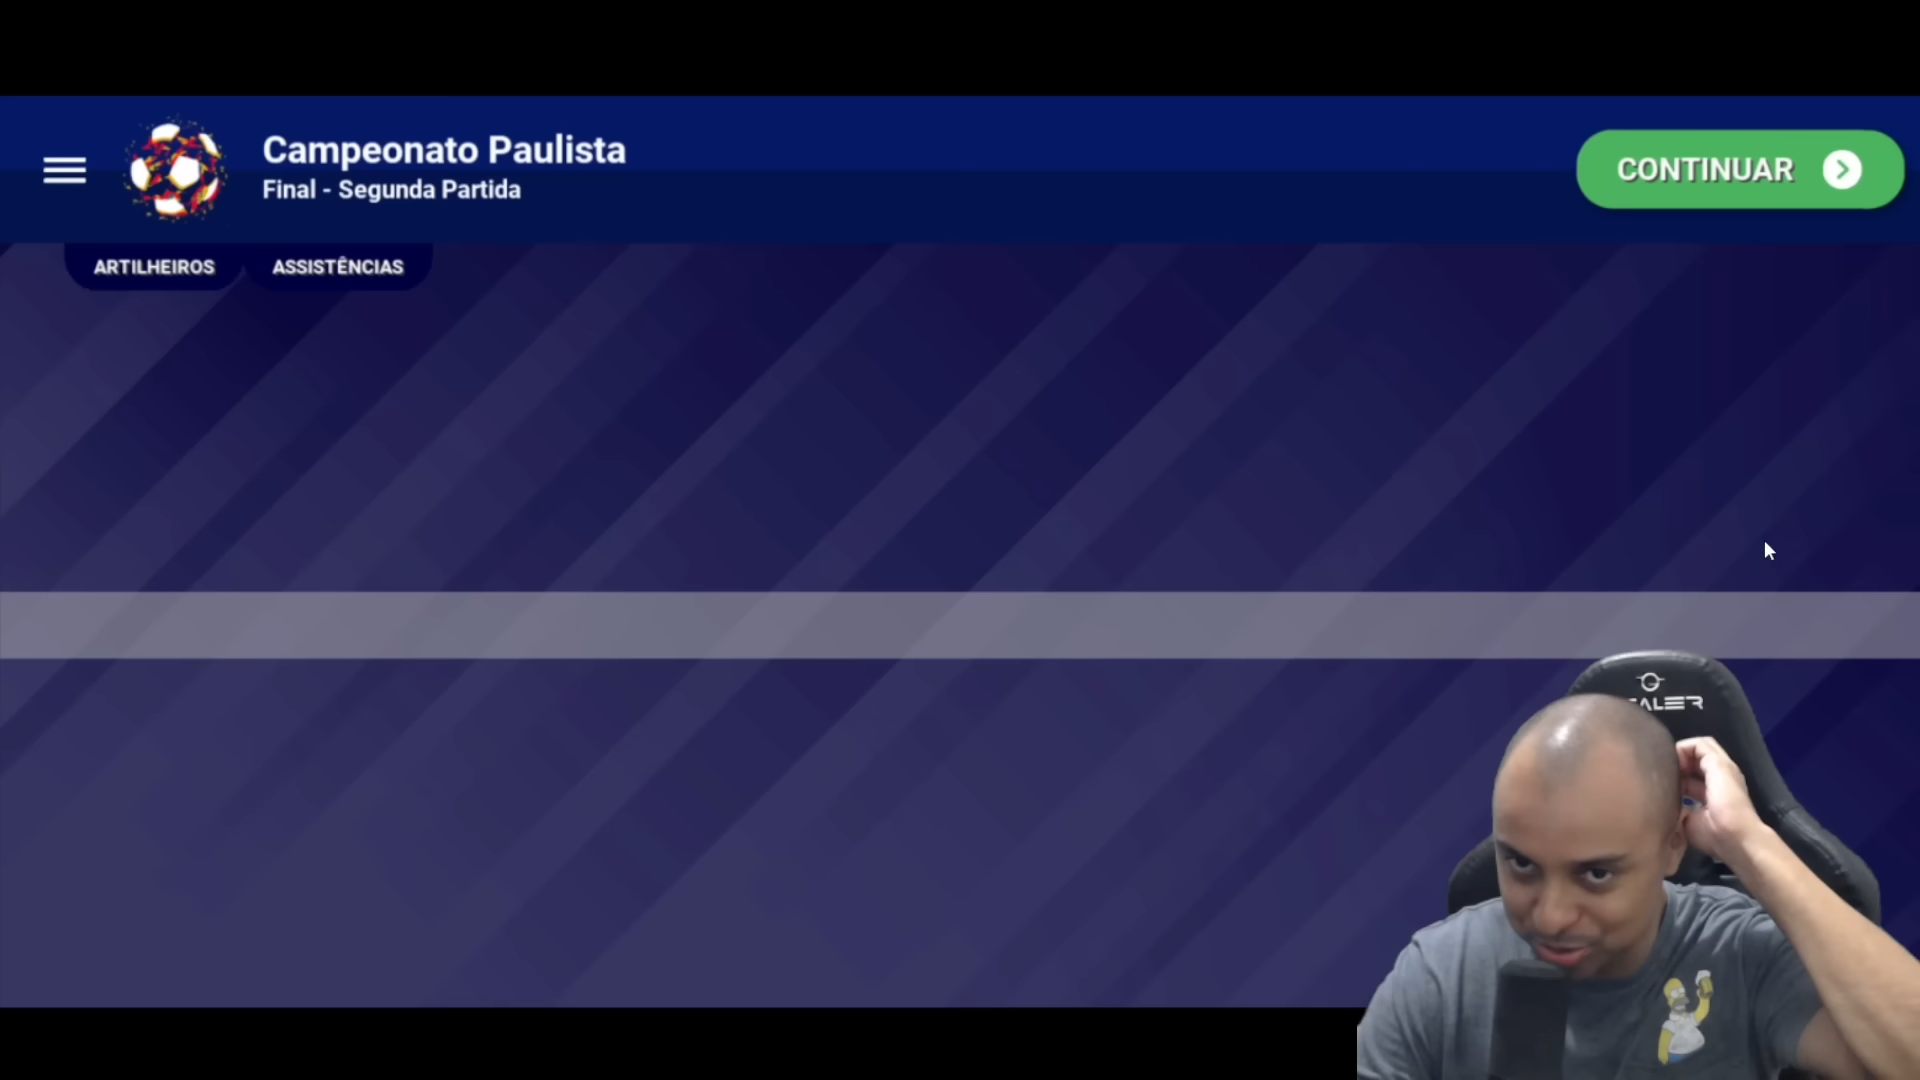 Campeonato Paulista
Final - Segunda Partida
CONTINUAR
ARTILHEIROS
ASSISTÊNCIAS